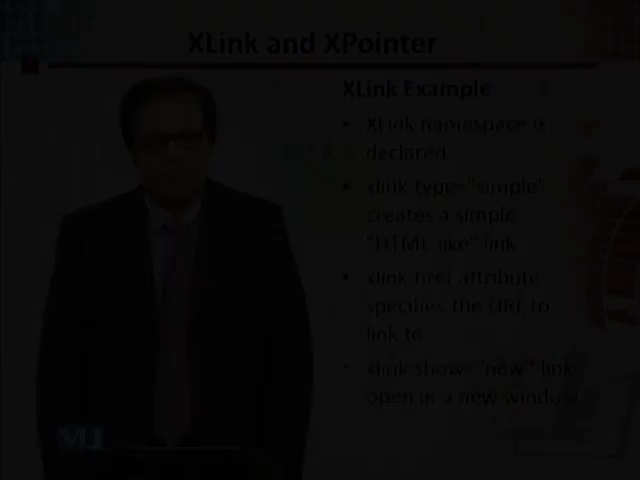 XLink and XPointer
XLink Example
• XLink namespace is
declared
• xlink type="simple"
creates a simple
"HTML like" link
• xlink href attribute
specifies the URL to
link to
• xlink show="new" link
open in a new window
VU